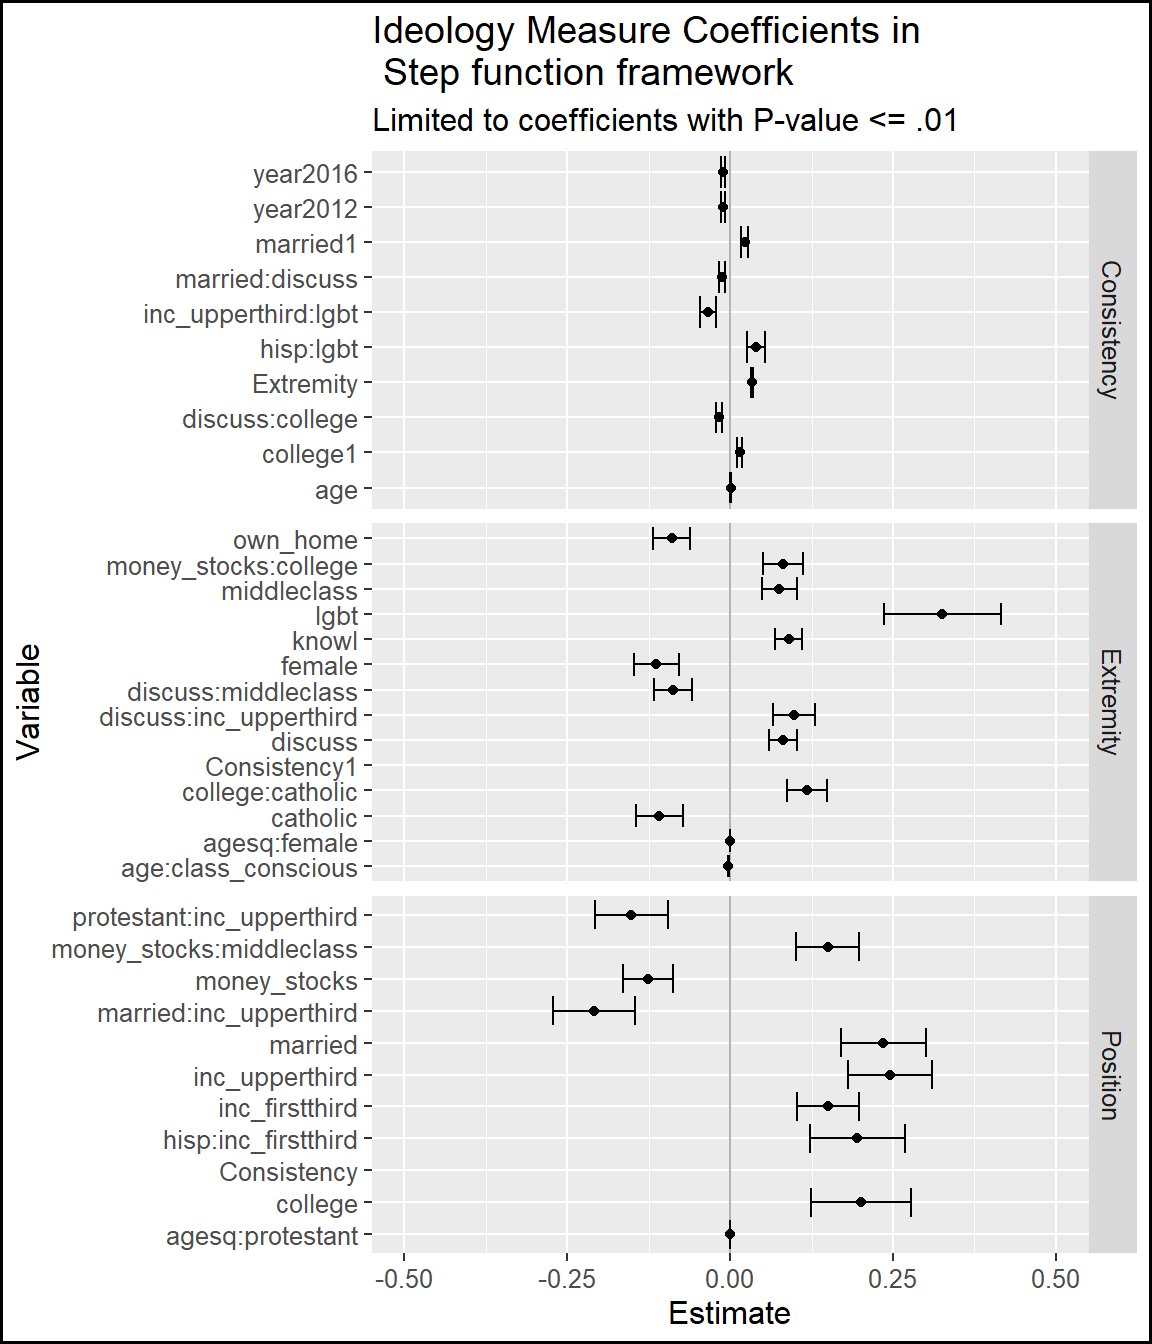 Ideology Measure Coefficients in
Step function framework
Limited to coefficients with P-value <= .01
year2016
year2012
married1
married:discuss
inc_upperthird:lgbt
hisp:lgbt
Extremity
discuss:college
college1
age
Consistency
own_home
money_stocks:college
middleclass
lgbt
knowl
female
discuss:middleclass
discuss:inc_upperthird
discuss
Consistency1
college:catholic
catholic
agesq:female
age:class_conscious
Extremity
protestant:inc_upperthird
money_stocks:middleclass
money_stocks
married:inc_upperthird
married
inc_upperthird
inc_firstthird
hisp:inc_firstthird
Consistency
college
agesq:protestant
Position
Variable
-0.50 -0.25 0.00 0.25 0.50
Estimate